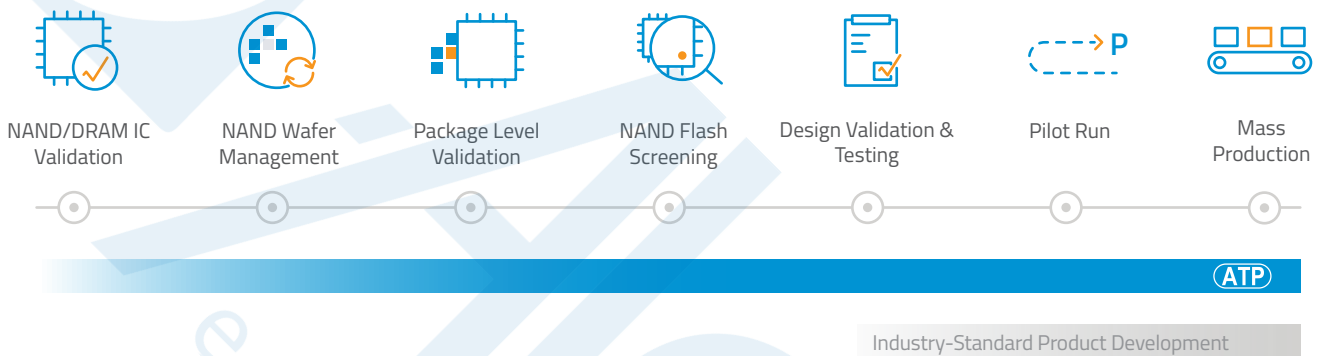 P
NAND/DRAM IC
Validation
NAND Wafer
Management
Package Level
Validation
NAND Flash
Screening
Design Validation &
Testing
Pilot Run
Mass
Production
ATP
Industry-Standard Product Development
e